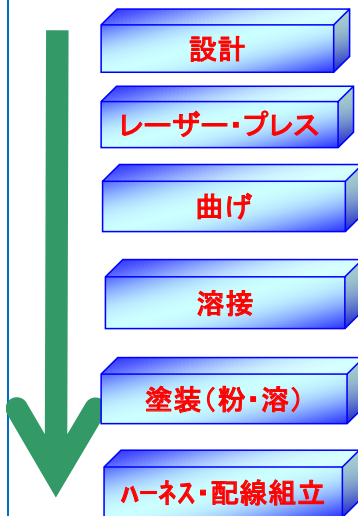 設計
レーザー・プレス
曲げ
溶接
塗装（粉・溶）
ハーネス・配線組立